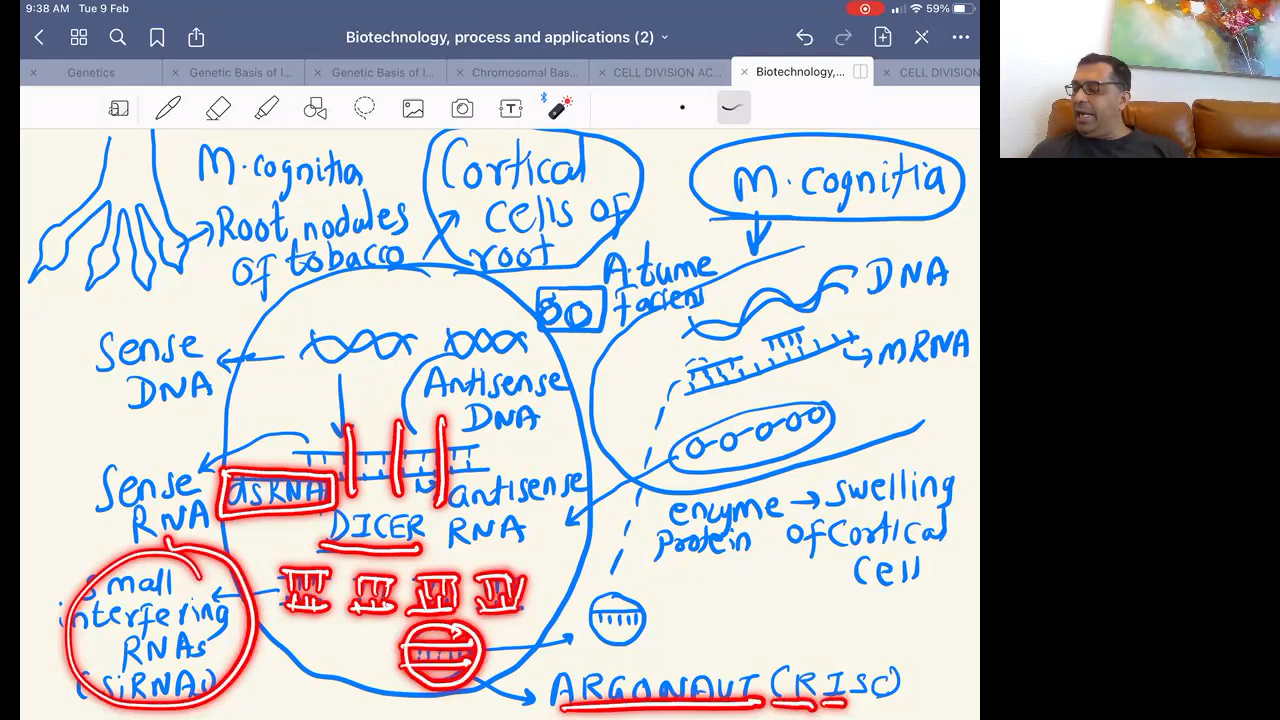 9:38 AM Tue 9 Feb
59%
Biotechnology, process and applications (2)
Genetics
Genetic Basis of I...
Genetic Basis of I...
Chromosomal Bas...
CELL DIVISION AC...
Biotechnology,...
CELL DIVISION
T
M.cognitia
Root nodules
of tobacco
Cortical
cells of
root
M.cognitia
A.tume
faciens
DNA
mRNA
Sense
DNA
Antisense
DNA
Sense
RNA
dsRNA
antisense
RNA
DICER
enzyme → swelling
Protein of Cortical
Cell
small
interfering
RNAs
(siRNA)
ARGONAUT (RISC)